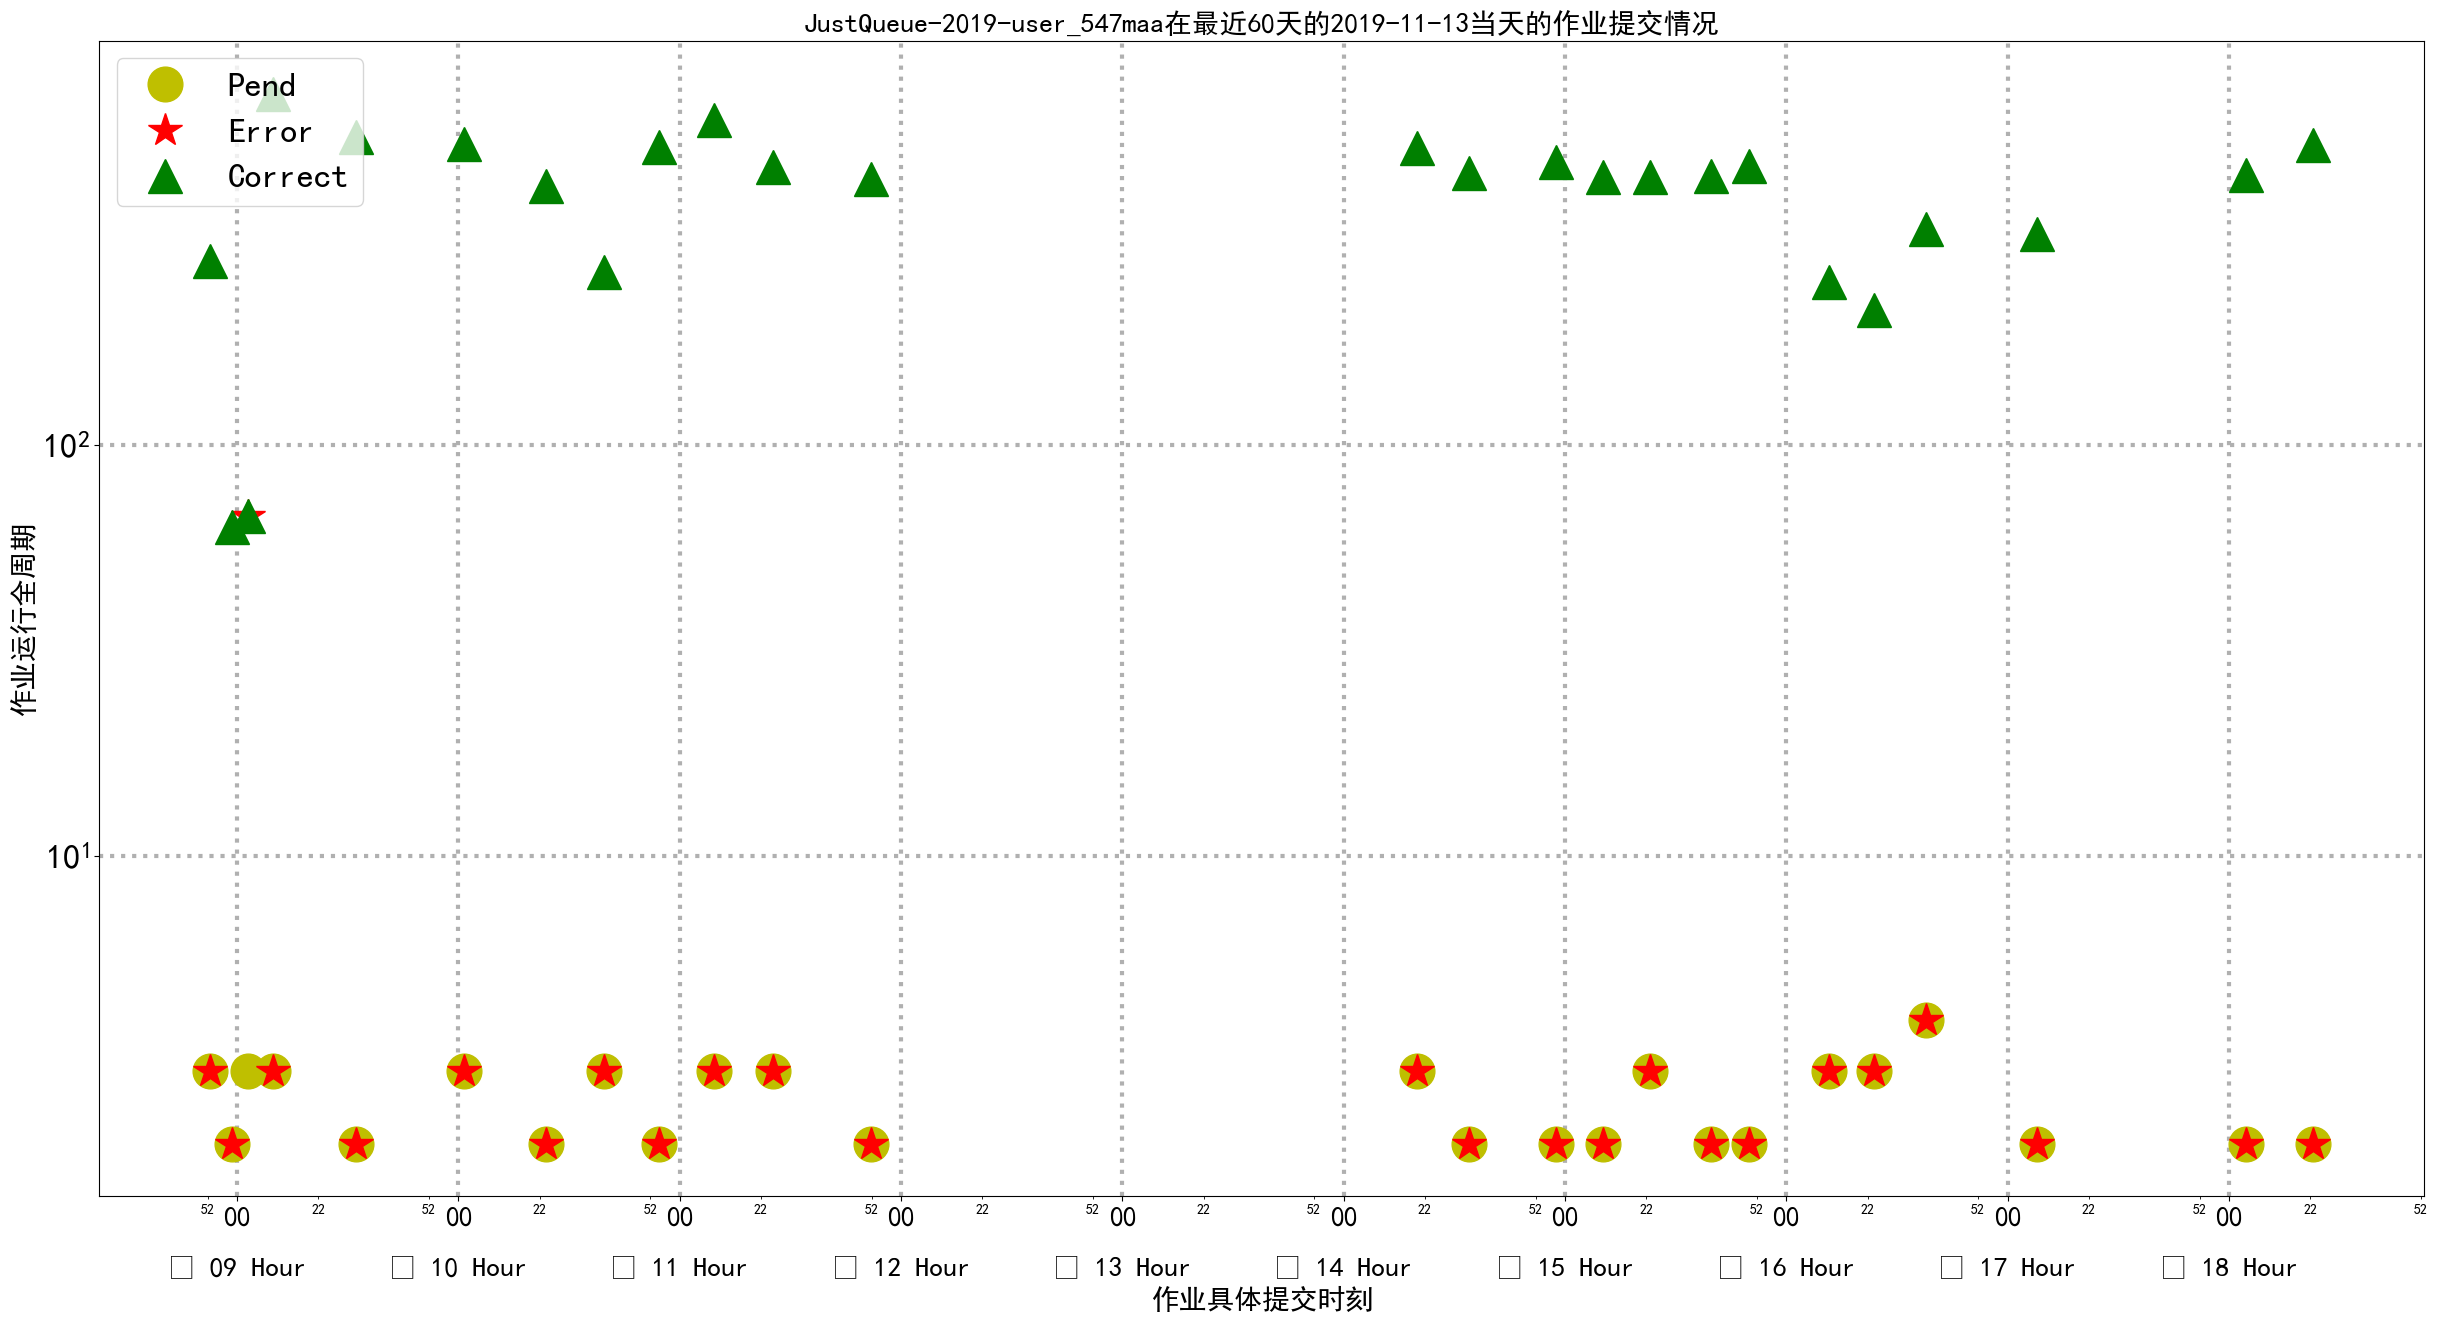 JustQueue-2019-user_547maa在最近60天的2019-11-13当天的作业提交情况
Pend
Error
Correct
10²
10¹
作业运行全周期
52 00 22 52 00 22 52 00 22 52 00 22 52 00 22 52 00 22 52 00 22 52 00 22 52 00 22 52 00 22 52
□ 09 Hour □ 10 Hour □ 11 Hour □ 12 Hour □ 13 Hour □ 14 Hour □ 15 Hour □ 16 Hour □ 17 Hour □ 18 Hour
作业具体提交时刻